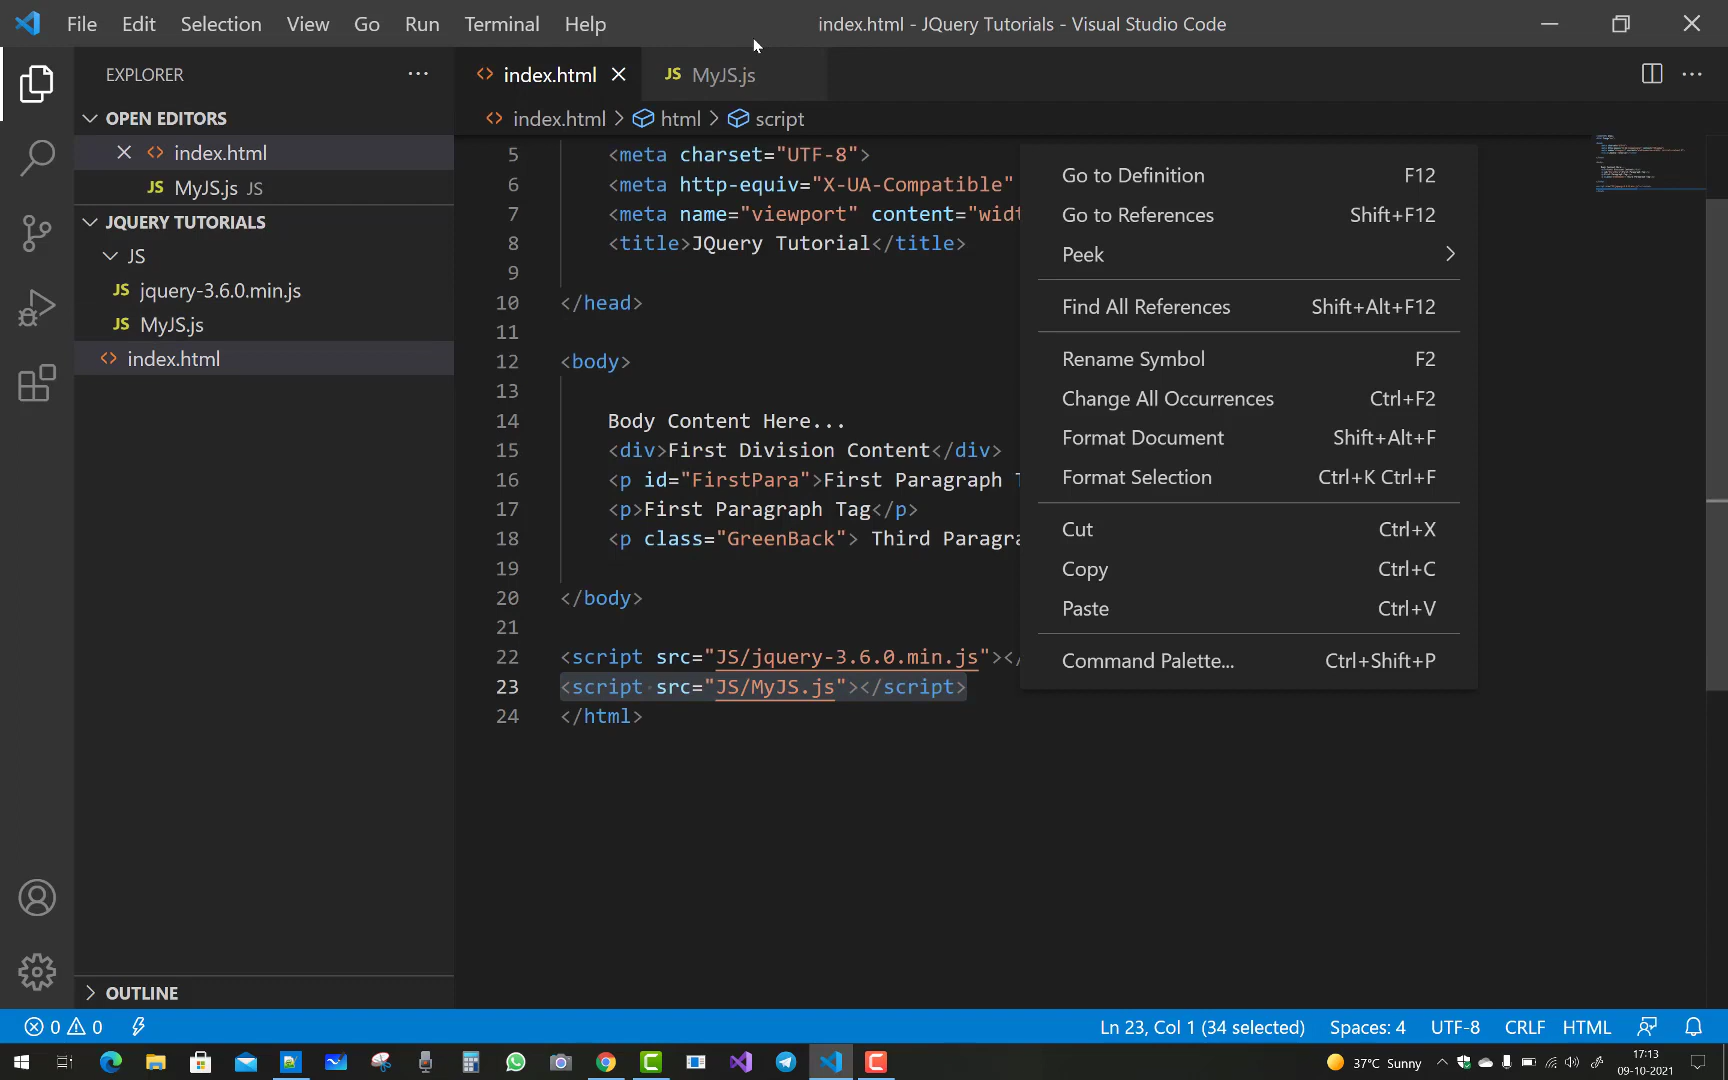 File Edit Selection View Go Run Terminal Help
index.html - JQuery Tutorials - Visual Studio Code
EXPLORER
OPEN EDITORS
index.html
JS MyJS.js JS
JQUERY TUTORIALS
JS
JS jquery-3.6.0.min.js
JS MyJS.js
index.html
OUTLINE
index.html JS MyJS.js
index.html > html > script
5 <meta charset="UTF-8">
6 <meta http-equiv="X-UA-Compatible"
7 <meta name="viewport" content="widt
8 <title>JQuery Tutorial</title>
9
10 </head>
11
12 <body>
13
14 Body Content Here...
15 <div>First Division Content</div>
16 <p id="FirstPara">First Paragraph
17 <p>First Paragraph Tag</p>
18 <p class="GreenBack"> Third Paragra
19
20 </body>
21
22 <script src="JS/jquery-3.6.0.min.js"></
23 <script src="JS/MyJS.js"></script>
24 </html>
Go to Definition F12
Go to References Shift+F12
Peek
Find All References Shift+Alt+F12
Rename Symbol F2
Change All Occurrences Ctrl+F2
Format Document Shift+Alt+F
Format Selection Ctrl+K Ctrl+F
Cut Ctrl+X
Copy Ctrl+C
Paste Ctrl+V
Command Palette... Ctrl+Shift+P
0 0 Ln 23, Col 1 (34 selected) Spaces: 4 UTF-8 CRLF HTML
37°C Sunny
17:13
09-10-2021